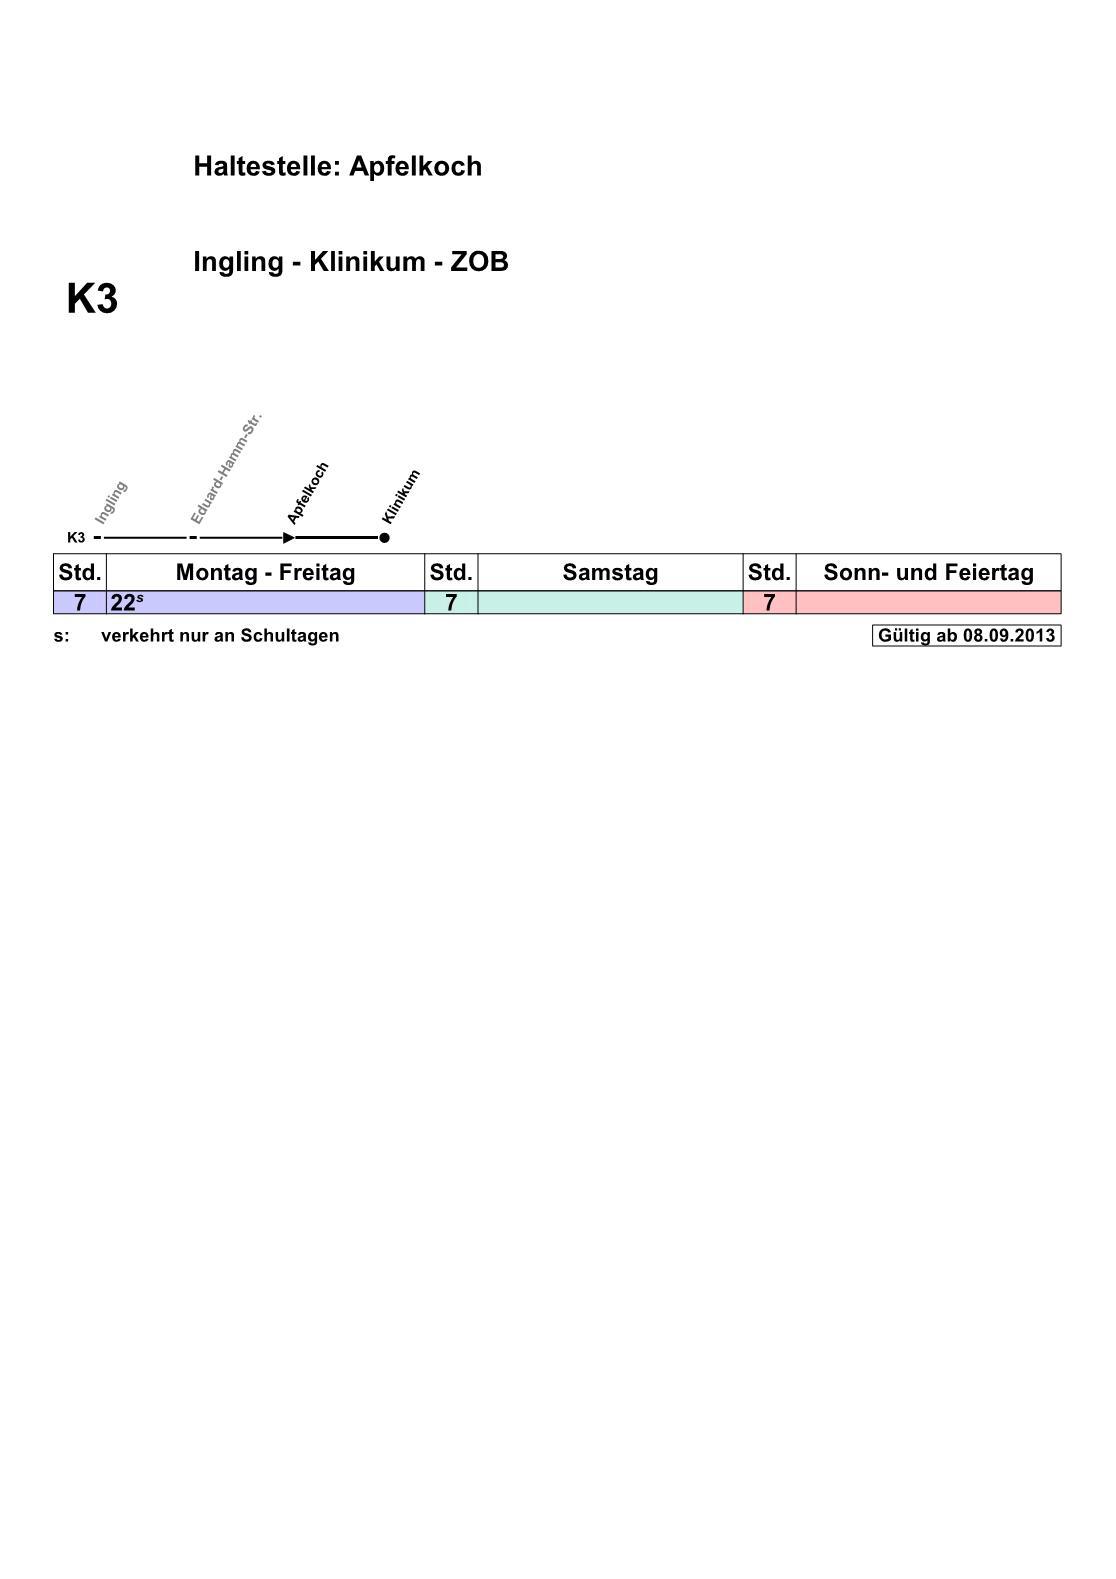 Haltestelle: Apfelkoch
Ingling - Klinikum - ZOB
K3
Ingling
Eduard-Hamm-Str.
Apfelkoch
Klinikum
K3
Std. Montag - Freitag Std. Samstag Std. Sonn- und Feiertag
7 22s 7 7
s: verkehrt nur an Schultagen Gültig ab 08.09.2013